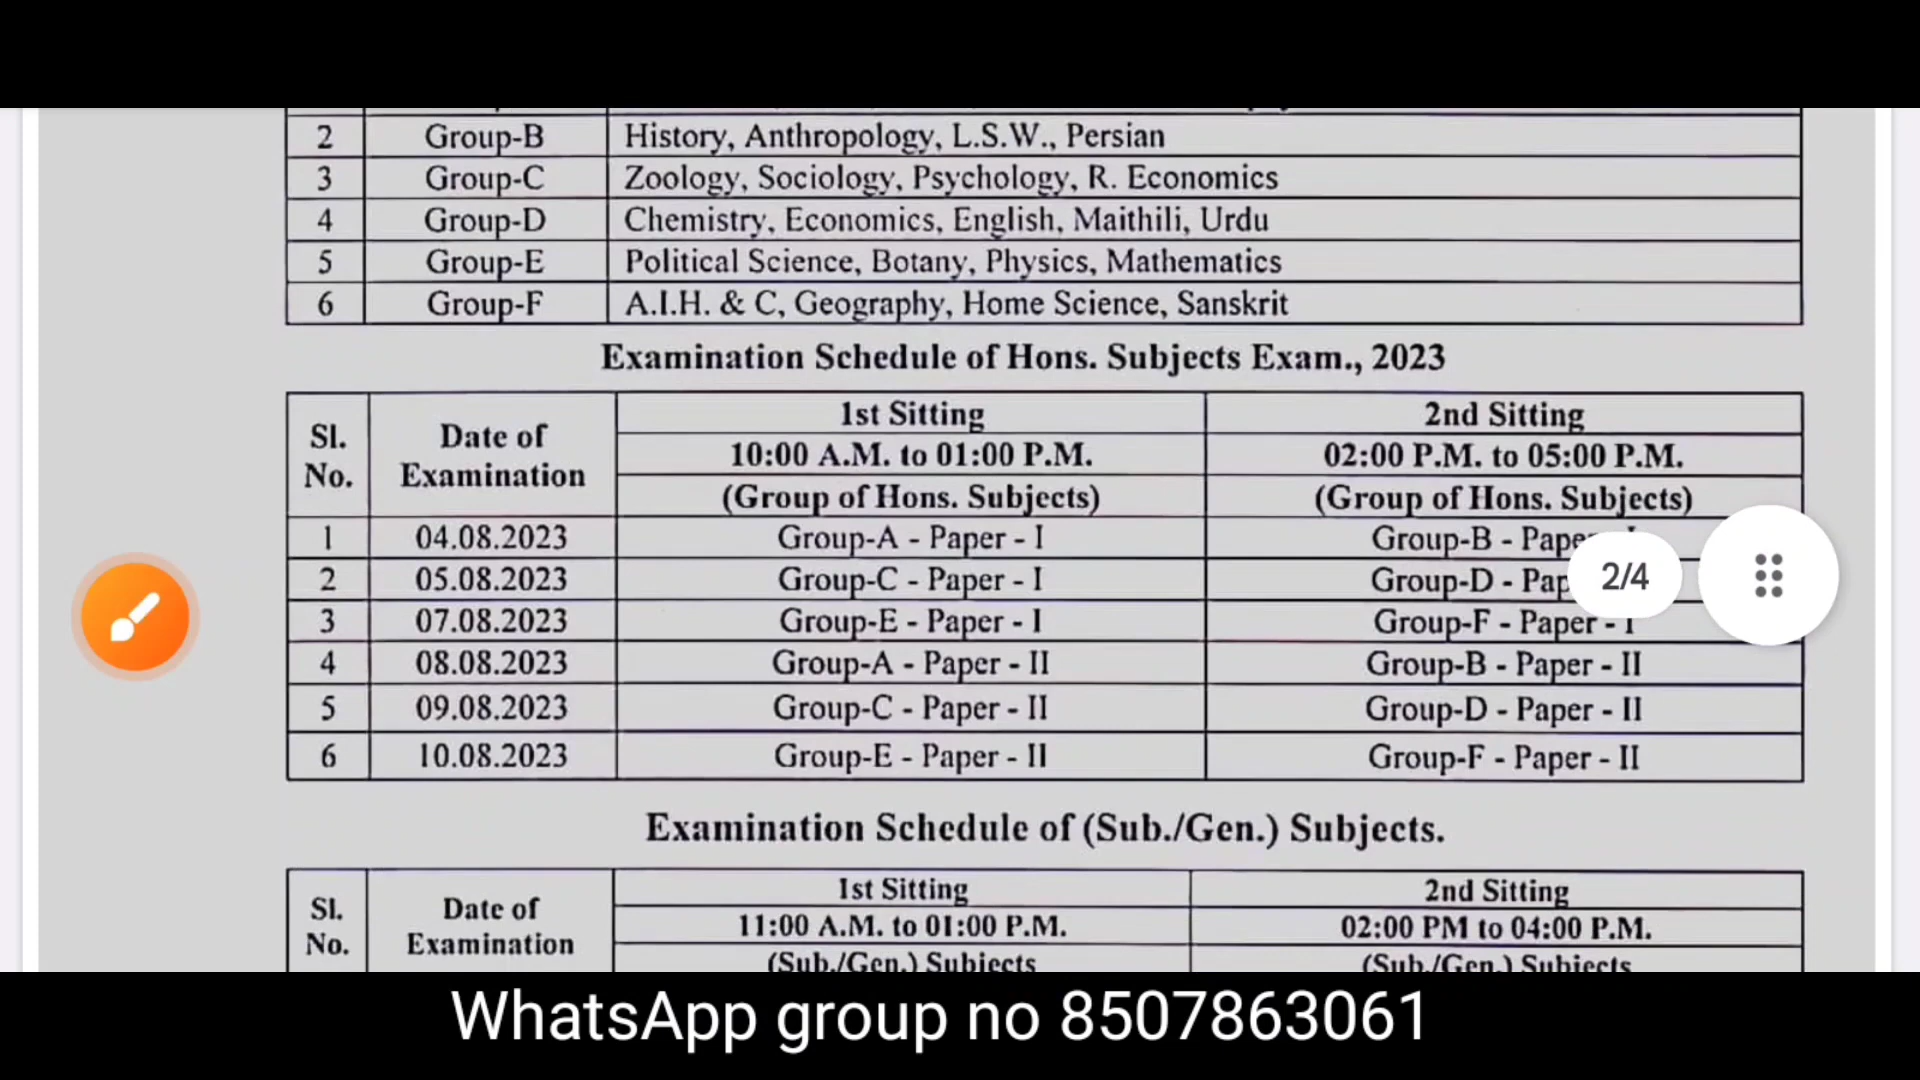 2 Group-B History, Anthropology, L.S.W., Persian
3 Group-C Zoology, Sociology, Psychology, R. Economics
4 Group-D Chemistry, Economics, English, Maithili, Urdu
5 Group-E Political Science, Botany, Physics, Mathematics
6 Group-F A.I.H. & C, Geography, Home Science, Sanskrit
Examination Schedule of Hons. Subjects Exam., 2023
Sl. No. Date of Examination 1st Sitting 2nd Sitting
10:00 A.M. to 01:00 P.M. 02:00 P.M. to 05:00 P.M.
(Group of Hons. Subjects) (Group of Hons. Subjects)
1 04.08.2023 Group-A - Paper - I Group-B -
2 05.08.2023 Group-C - Paper - I Group-D -
3 07.08.2023 Group-E - Paper - I Group-F - Paper - I
4 08.08.2023 Group-A - Paper - II Group-B - Paper - II
5 09.08.2023 Group-C - Paper - II Group-D - Paper - II
6 10.08.2023 Group-E - Paper - II Group-F - Paper - II
2/4
Examination Schedule of (Sub./Gen.) Subjects.
Sl. No. Date of Examination 1st Sitting 2nd Sitting
11:00 A.M. to 01:00 P.M. 02:00 PM to 04:00 P.M.
(Sub./Gen.) Subjects (Sub./Gen.) Subjects
WhatsApp group no 8507863061